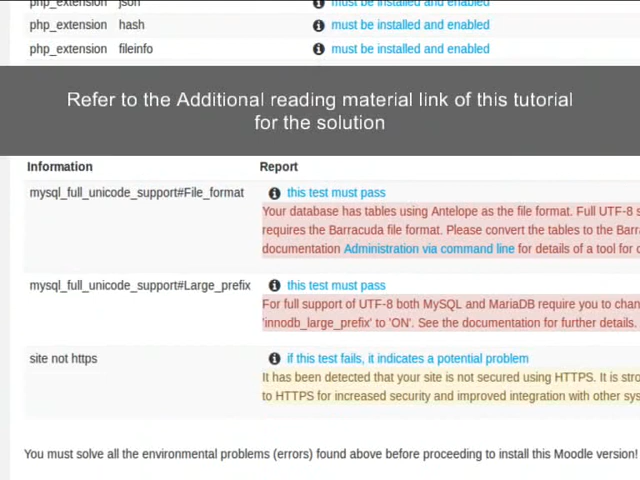 php_extension json must be installed and enabled
php_extension hash must be installed and enabled
php_extension fileinfo must be installed and enabled
Refer to the Additional reading material link of this tutorial
for the solution
Information Report
mysql_full_unicode_support#File_format this test must pass
Your database has tables using Antelope as the file format. Full UTF-8 s
requires the Barracuda file format. Please convert the tables to the Barr
documentation Administration via command line for details of a tool for
mysql_full_unicode_support#Large_prefix this test must pass
For full support of UTF-8 both MySQL and MariaDB require you to chan
'innodb_large_prefix' to 'ON'. See the documentation for further details.
site not https if this test fails, it indicates a potential problem
It has been detected that your site is not secured using HTTPS. It is stro
to HTTPS for increased security and improved integration with other sys
You must solve all the environmental problems (errors) found above before proceeding to install this Moodle version!